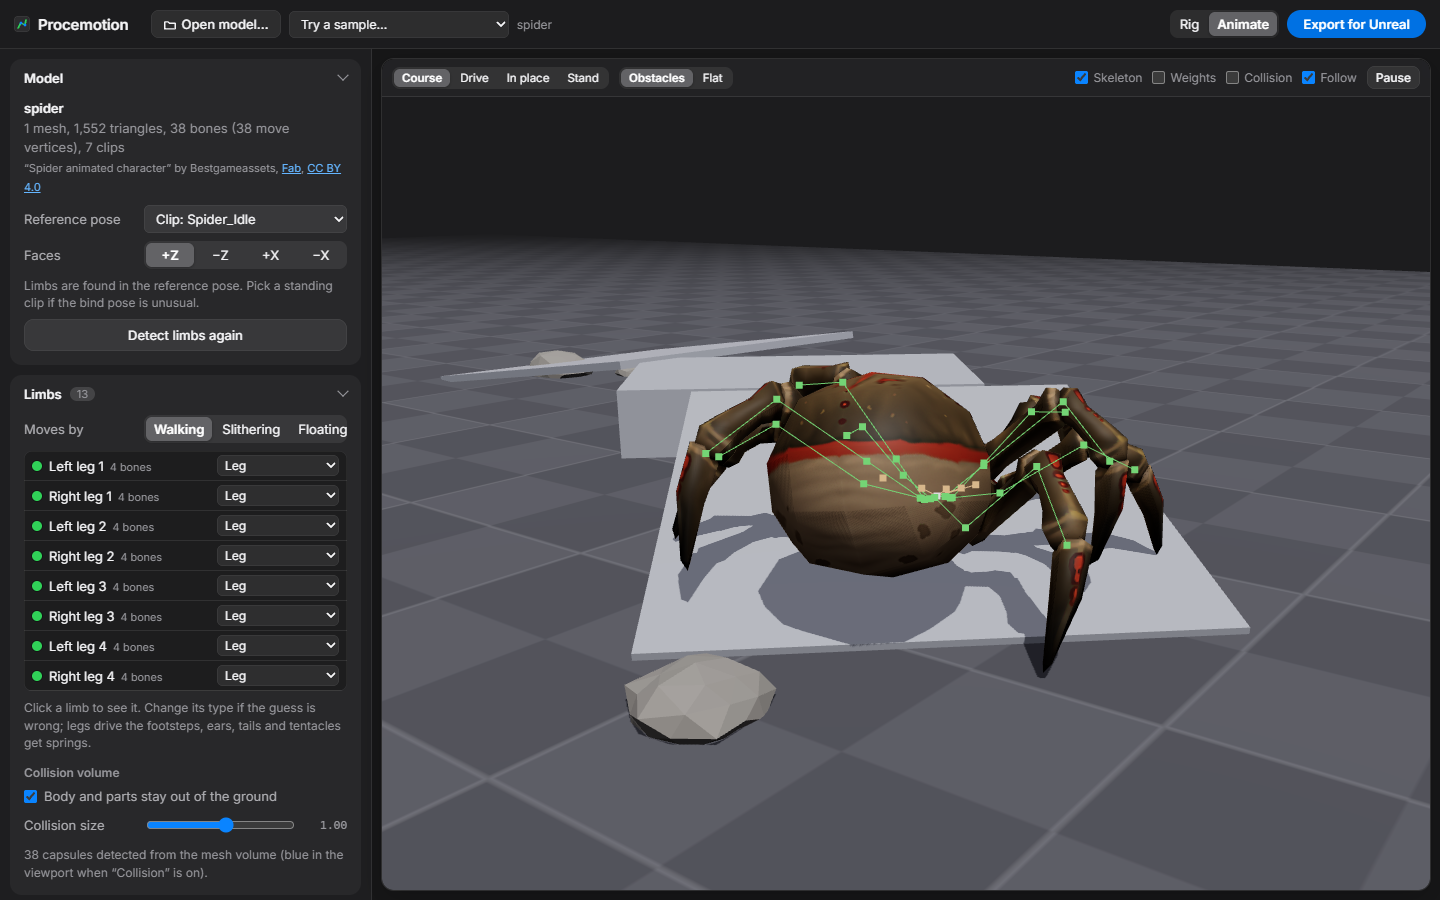 Procemotion
Open model...
Try a sample...
spider
Rig
Animate
Export for Unreal
Model
spider
1 mesh, 1,552 triangles, 38 bones (38 move
vertices), 7 clips
“Spider animated character” by Bestgameassets, Fab, CC BY
4.0
Reference pose
Clip: Spider_Idle
Faces
+Z
−Z
+X
−X
Limbs are found in the reference pose. Pick a standing
clip if the bind pose is unusual.
Detect limbs again
Limbs 13
Moves by
Walking
Slithering
Floating
Left leg 1 4 bones Leg
Right leg 1 4 bones Leg
Left leg 2 4 bones Leg
Right leg 2 4 bones Leg
Left leg 3 4 bones Leg
Right leg 3 4 bones Leg
Left leg 4 4 bones Leg
Right leg 4 4 bones Leg
Click a limb to see it. Change its type if the guess is
wrong; legs drive the footsteps, ears, tails and tentacles
get springs.
Collision volume
Body and parts stay out of the ground
Collision size 1.00
38 capsules detected from the mesh volume (blue in the
viewport when “Collision” is on).
Course
Drive
In place
Stand
Obstacles
Flat
Skeleton
Weights
Collision
Follow
Pause